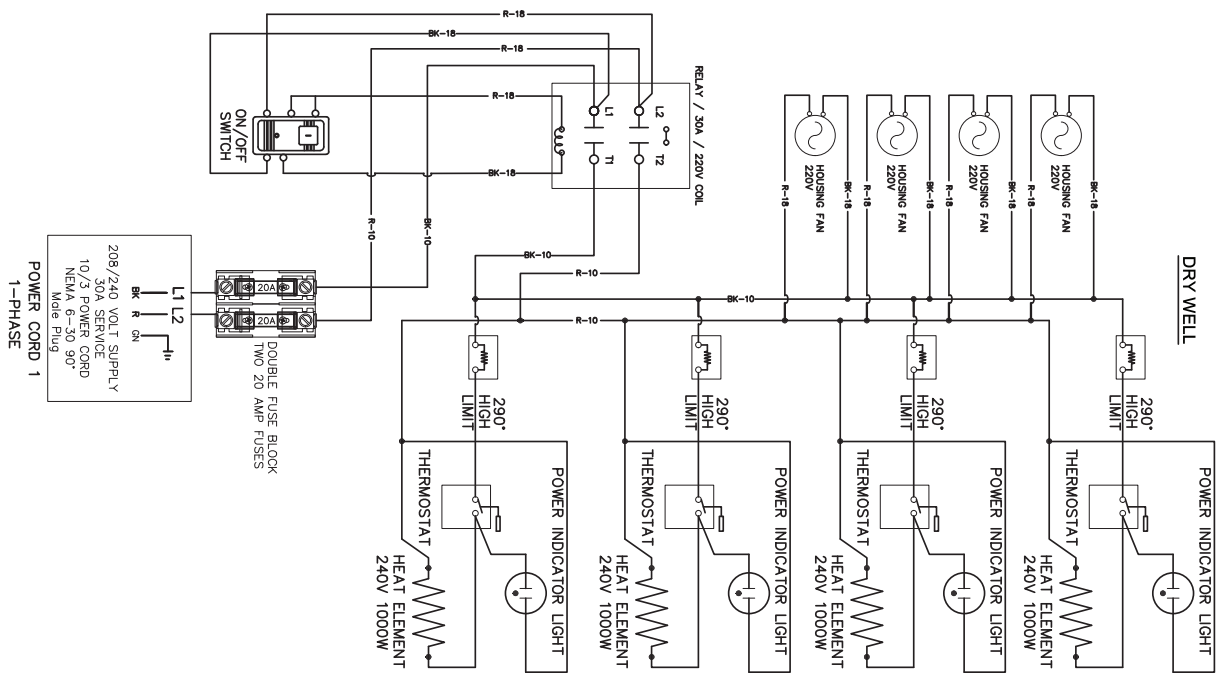 R-18
BK-18
R-18
BK-10
R-18
BK-18
ON/OFF
SWITCH
RELAY / 30A / 220V COIL
L1
L2
T1
T2
R-10
BK-10
BK-10
R-10
BK-10
R-10
208/240 VOLT SUPPLY
30A SERVICE
10/3 POWER CORD
NEMA 6-30 90°
Male Plug
L1
L2
BK
R
GN
POWER CORD 1
1-PHASE
20A
20A
DOUBLE FUSE BLOCK
TWO 20 AMP FUSES
HOUSING FAN
220V
R-18
BK-18
HOUSING FAN
220V
R-18
BK-18
HOUSING FAN
220V
R-18
BK-18
HOUSING FAN
220V
R-18
BK-18
DRY WELL
290°
HIGH
LIMIT
THERMOSTAT
POWER INDICATOR LIGHT
HEAT ELEMENT
240V 1000W
290°
HIGH
LIMIT
THERMOSTAT
POWER INDICATOR LIGHT
HEAT ELEMENT
240V 1000W
290°
HIGH
LIMIT
THERMOSTAT
POWER INDICATOR LIGHT
HEAT ELEMENT
240V 1000W
290°
HIGH
LIMIT
THERMOSTAT
POWER INDICATOR LIGHT
HEAT ELEMENT
240V 1000W